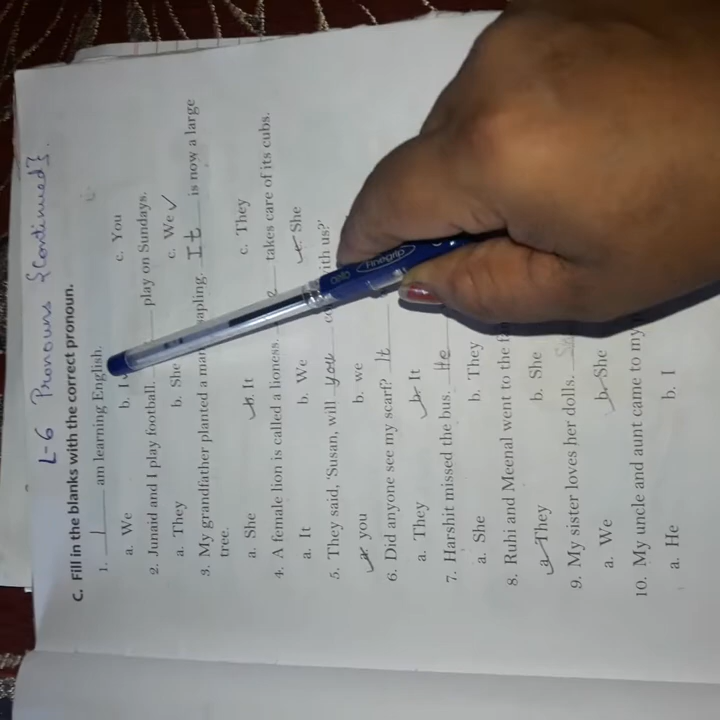 L-6 Pronouns {Continued}.
C. Fill in the blanks with the correct pronoun.
1. I am learning English.
a. We b. I c. You
2. Junaid and I play football. play on Sundays.
a. They b. She c. We ✓
3. My grandfather planted a mango sapling. It is now a large
tree.
a. She b. It c. They
4. A female lion is called a lioness. takes care of its cubs.
a. It b. We c. She
5. They said, 'Susan, will you with us?'
a. you b. we
6. Did anyone see my scarf? It
a. They b. It
7. Harshit missed the bus. He
a. She b. They
8. Ruhi and Meenal went to the
a. They b. She
9. My sister loves her dolls.
a. We b. She
10. My uncle and aunt came to my
a. He b. I
cello
Finegrip